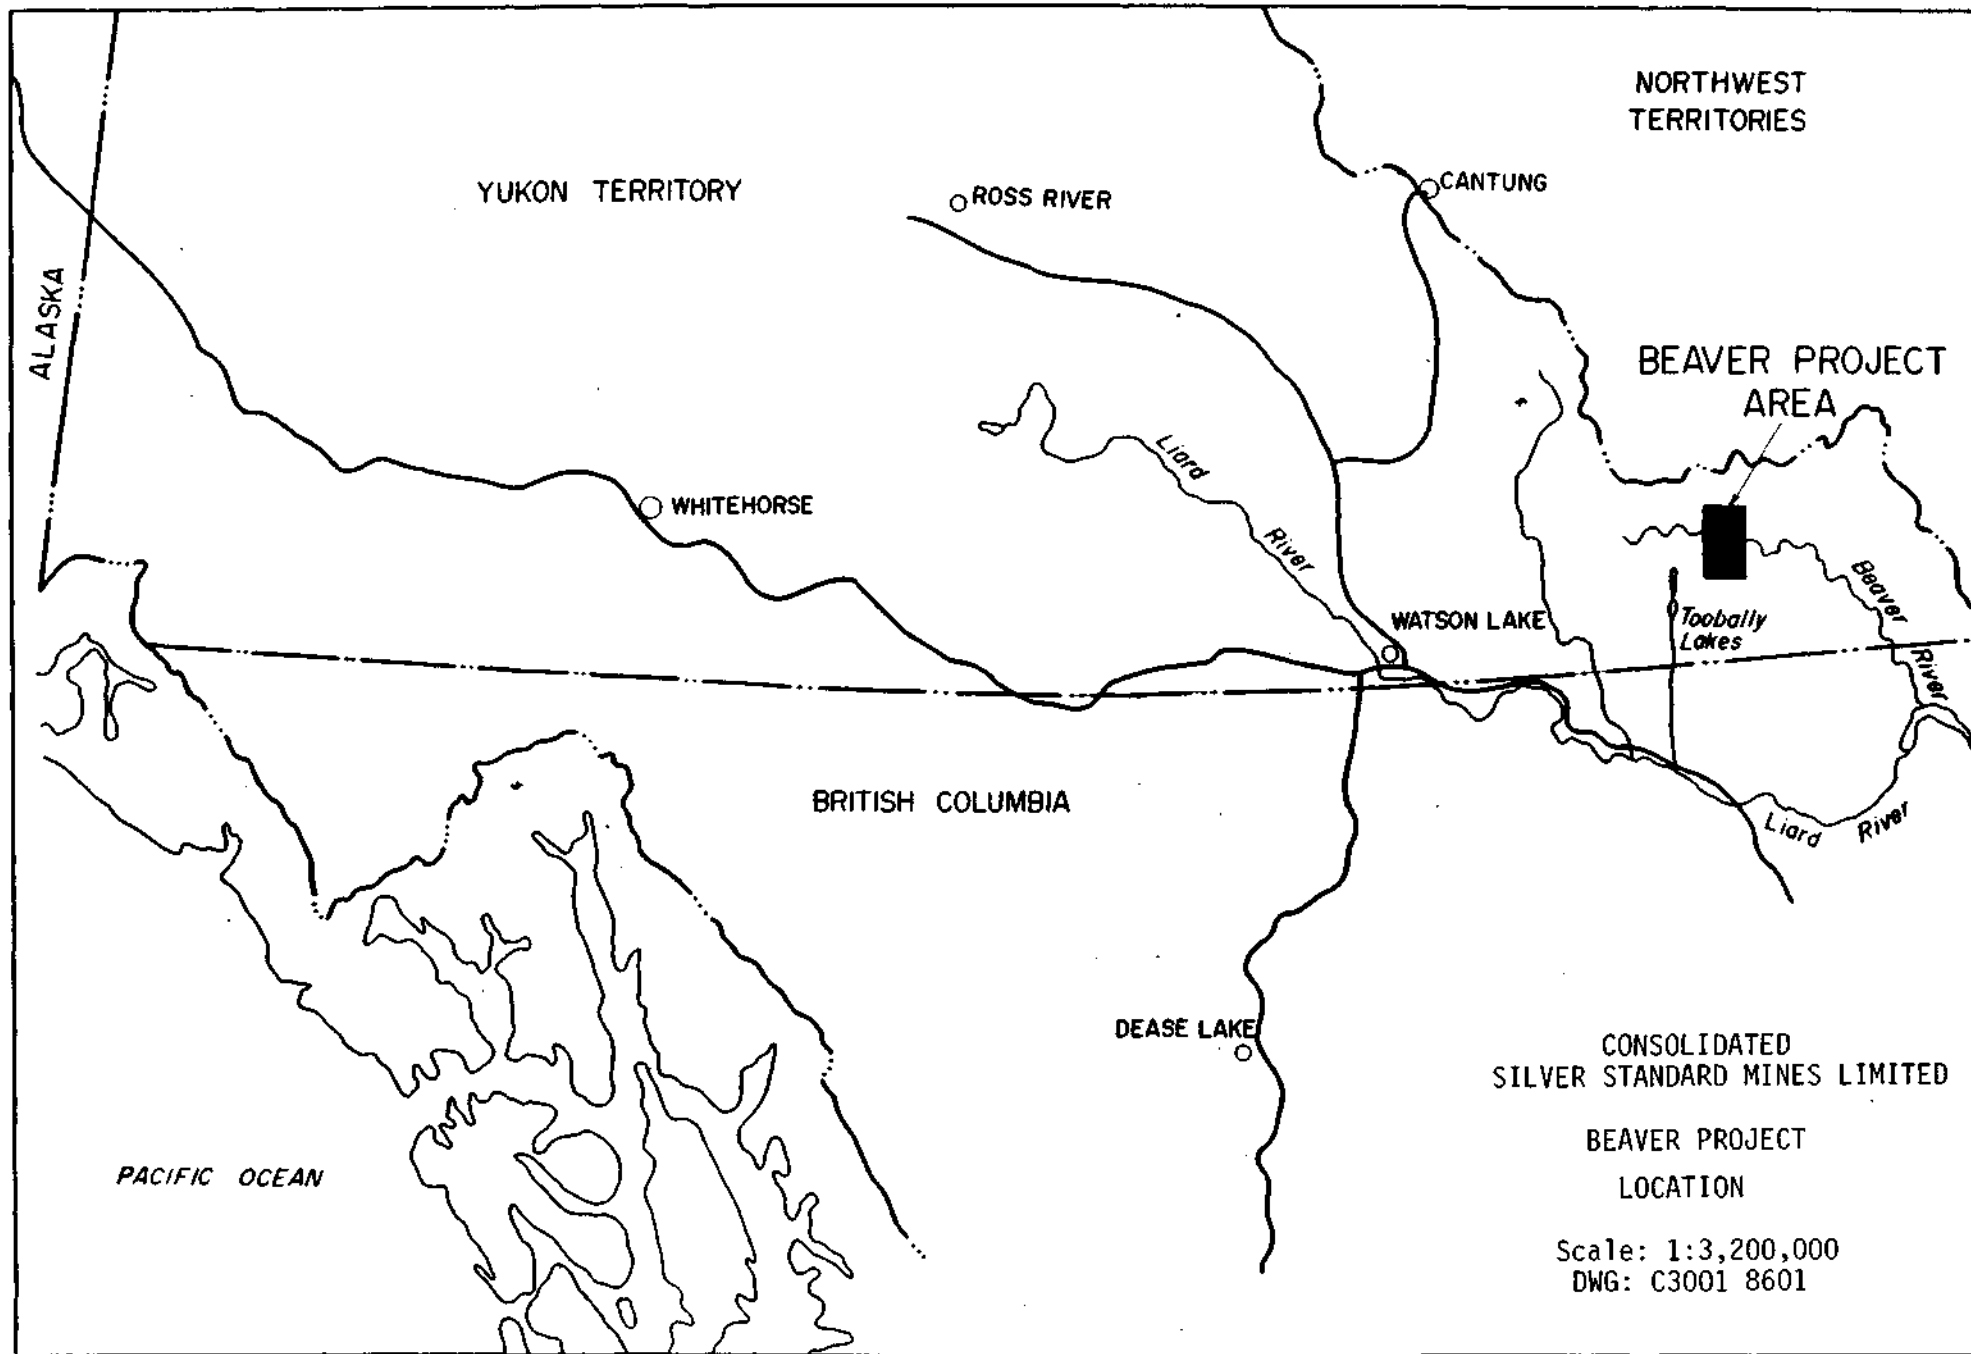 NORTHWEST
TERRITORIES
YUKON TERRITORY
ROSS RIVER
CANTUNG
ALASKA
BEAVER PROJECT
AREA
Liard
River
WHITEHORSE
WATSON LAKE
Toobally
Lakes
Beaver
River
BRITISH COLUMBIA
Liard River
DEASE LAKE
PACIFIC OCEAN
CONSOLIDATED
SILVER STANDARD MINES LIMITED
BEAVER PROJECT
LOCATION
Scale: 1:3,200,000
DWG: C3001 8601